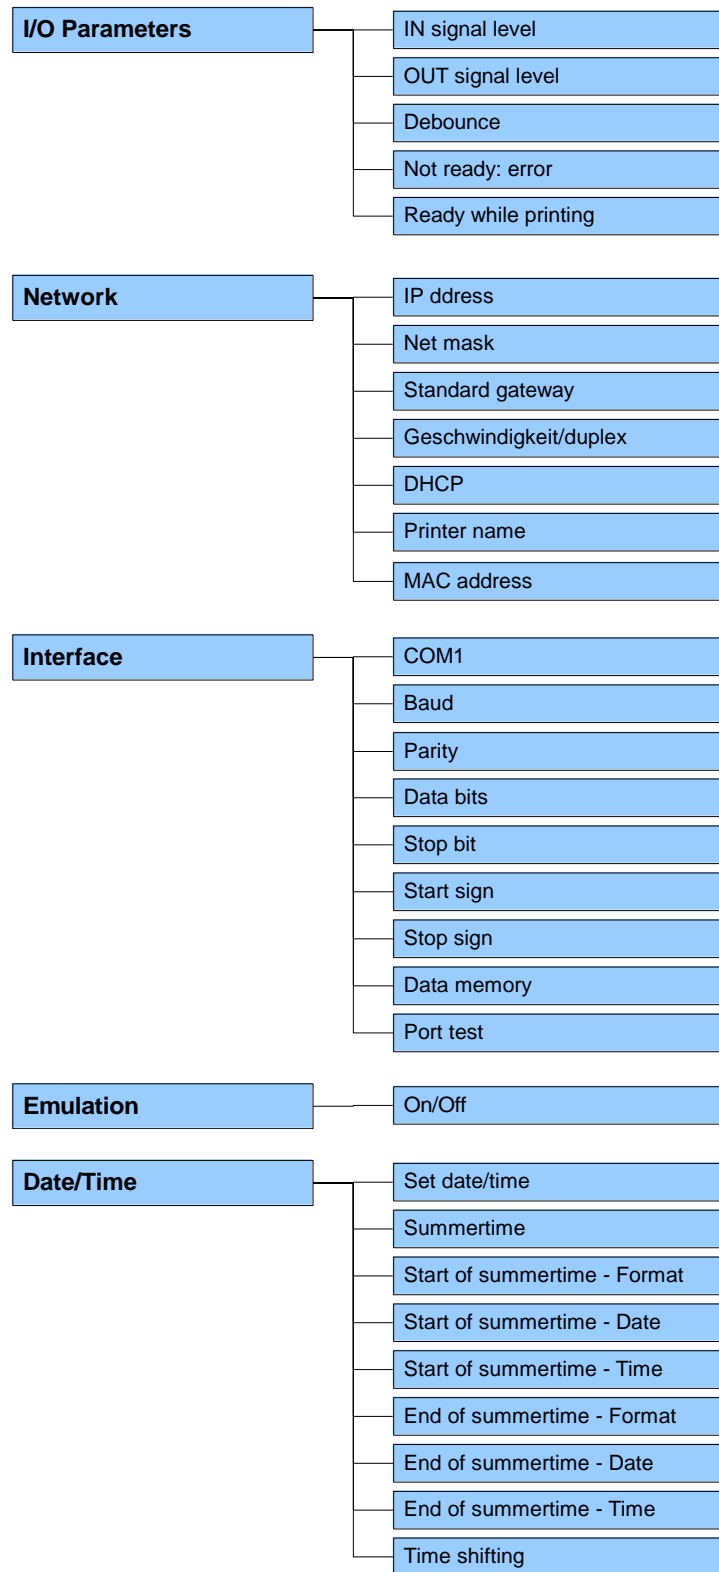 I/O Parameters
IN signal level
OUT signal level
Debounce
Not ready: error
Ready while printing
Network
IP ddress
Net mask
Standard gateway
Geschwindigkeit/duplex
DHCP
Printer name
MAC address
Interface
COM1
Baud
Parity
Data bits
Stop bit
Start sign
Stop sign
Data memory
Port test
Emulation
On/Off
Date/Time
Set date/time
Summertime
Start of summertime - Format
Start of summertime - Date
Start of summertime - Time
End of summertime - Format
End of summertime - Date
End of summertime - Time
Time shifting